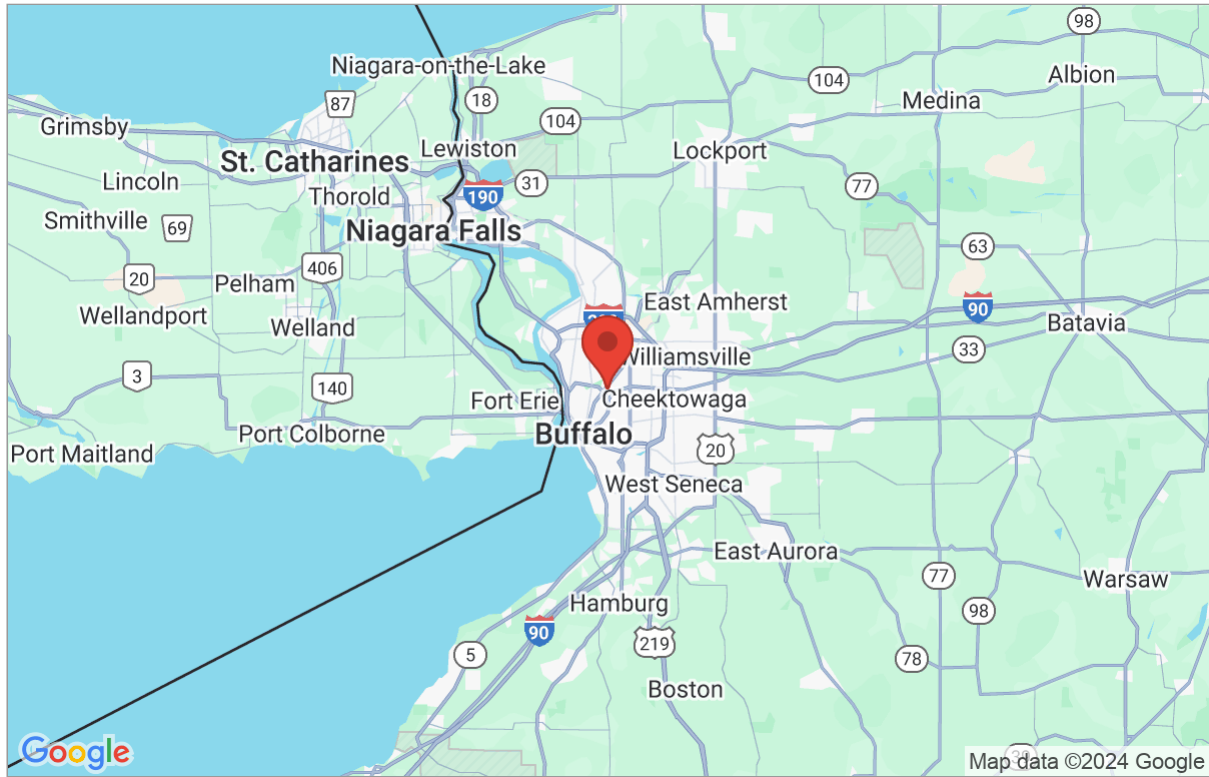 98
Niagara-on-the-Lake
Albion
104
87
18
Medina
Grimsby
104
Lewiston
Lockport
St. Catharines
Lincoln
31
77
190
Thorold
Smithville
69
Niagara Falls
63
406
20
Pelham
East Amherst
90
Wellandport
Welland
Batavia
33
Williamsville
3
140
Fort Erie
Cheektowaga
Port Colborne
Buffalo
Port Maitland
20
West Seneca
East Aurora
77
Warsaw
Hamburg
98
90
219
5
78
Boston
Google
Map data ©2024 Google